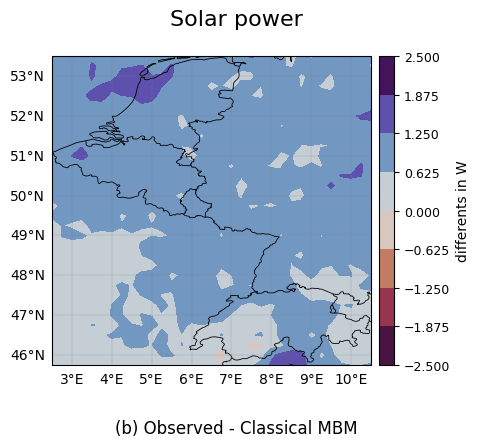 Solar power
53°N
52°N
51°N
50°N
49°N
48°N
47°N
46°N
3°E 4°E 5°E 6°E 7°E 8°E 9°E 10°E
2.500
1.875
1.250
0.625
0.000
−0.625
−1.250
−1.875
−2.500
differents in W
(b) Observed - Classical MBM